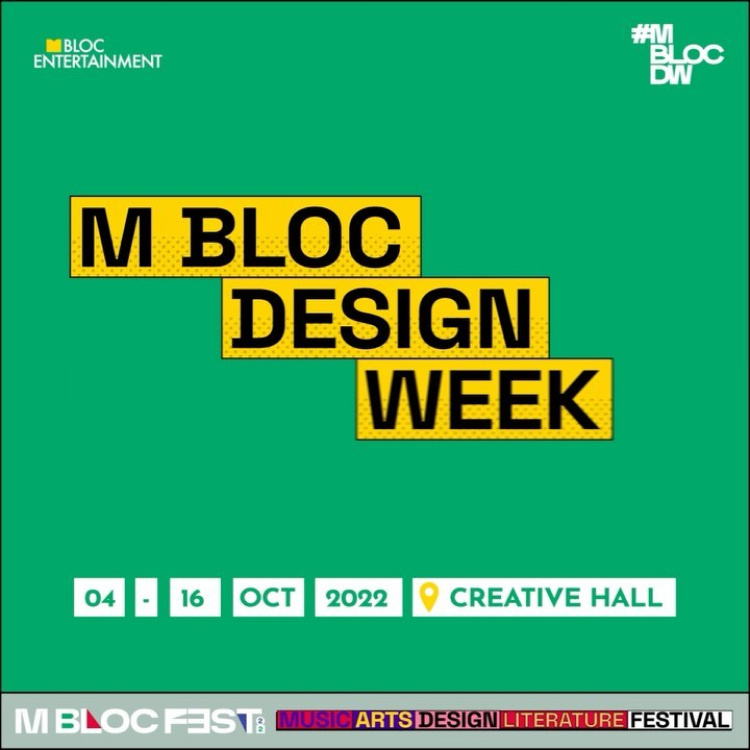 BLOC
ENTERTAINMENT
#M
BLOC
DW
M BLOC
DESIGN
WEEK
04 - 16 OCT 2022 CREATIVE HALL
M BLOC FEST MUSIC ARTS DESIGN LITERATURE FESTIVAL